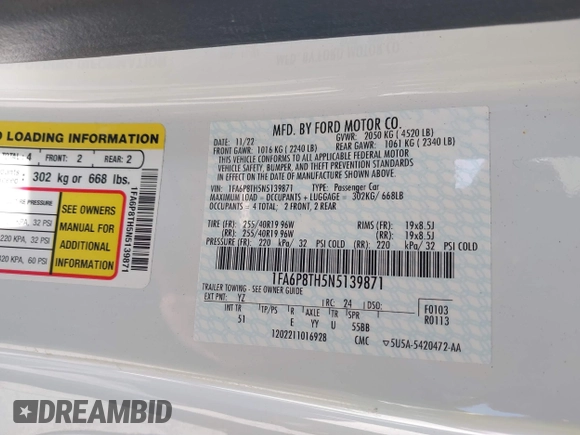 D LOADING INFORMATION
TOTAL: 4 FRONT: 2 REAR: 2
302 kg or 668 lbs.
SEE OWNERS
MANUAL FOR
ADDITIONAL
INFORMATION
, 32 PSI
220 KPA, 32 PSI
420 KPA, 60 PSI
1FA6P8TH5N5139871
MFD. BY FORD MOTOR CO.
11/22 GVWR: 2050 KG ( 4520 LB)
FRONT GAWR: 1016 KG ( 2240 LB) REAR GAWR: 1061 KG ( 2340 LB)
THIS VEHICLE CONFORMS TO ALL APPLICABLE FEDERAL MOTOR
VEHICLE SAFETY, BUMPER, AND THEFT PREVENTION STANDARDS
IN EFFECT ON THE DATE OF MANUFACTURE SHOWN ABOVE.
VIN: 1FA6P8TH5N5139871 TYPE: Passenger Car
MAXIMUM LOAD = OCCUPANTS + LUGGAGE = 302KG/ 668LB
OCCUPANTS = 4 TOTAL: 2 FRONT, 2 REAR
TIRE (FR): 255/40R19 96W RIMS (FR): 19x8.5J
(RR): 255/40R19 96W (RR): 19x8.5J
PRESSURE (FR): 220 kPa/ 32 PSI COLD (RR): 220 kPa/ 32 PSI COLD
1FA6P8TH5N5139871
TRAILER TOWING - SEE OWNER GUIDE
EXT PNT: YZ RC: 24 DSO: F0103
INT TR TP/PS R AXLE TR SPR R0113
51 E YY U 55BB
1202211016928 CMC 5U5A-5420472-AA
DREAMBID